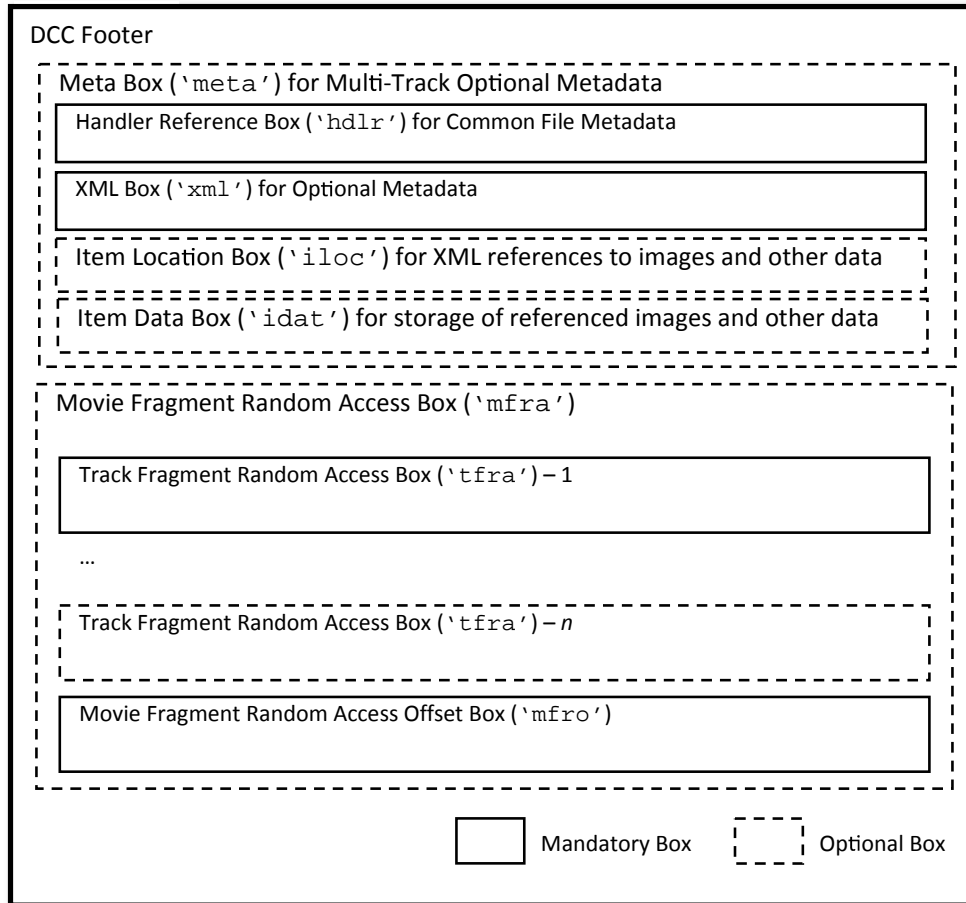 DCC Footer
Meta Box (‘meta’) for Multi-Track Optional Metadata
Handler Reference Box (‘hdlr’) for Common File Metadata
XML Box (‘xml’) for Optional Metadata
Item Location Box (‘iloc’) for XML references to images and other data
Item Data Box (‘idat’) for storage of referenced images and other data
Movie Fragment Random Access Box (‘mfra’)
Track Fragment Random Access Box (‘tfra’) – 1
…
Track Fragment Random Access Box (‘tfra’) – n
Movie Fragment Random Access Offset Box (‘mfro’)
Mandatory Box
Optional Box